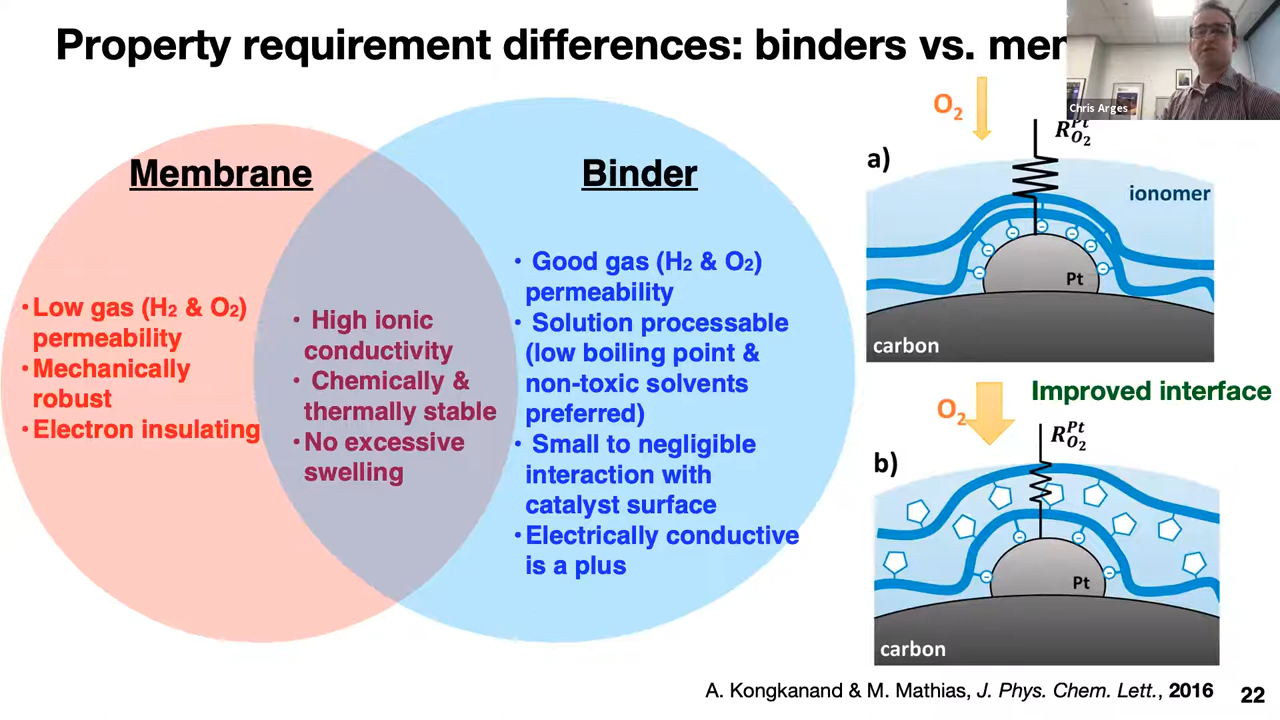 Property requirement differences: binders vs. mem
Chris Arges
Membrane
• Low gas (H₂ & O₂)
permeability
• Mechanically
robust
• Electron insulating
• High ionic
conductivity
• Chemically &
thermally stable
• No excessive
swelling
Binder
• Good gas (H₂ & O₂)
permeability
• Solution processable
(low boiling point &
non-toxic solvents
preferred)
• Small to negligible
interaction with
catalyst surface
• Electrically conductive
is a plus
O₂
R_{O₂}^{Pt}
a)
ionomer
Pt
carbon
Improved interface
O₂
R_{O₂}^{Pt}
b)
Pt
carbon
A. Kongkanand & M. Mathias, J. Phys. Chem. Lett., 2016
22